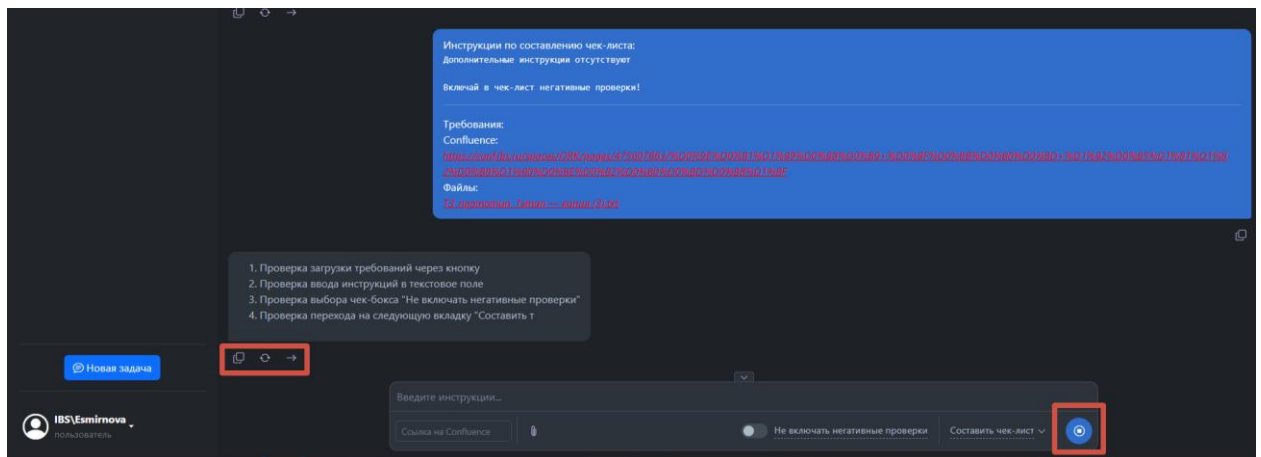 Инструкции по составлению чек-листа:
Дополнительные инструкции отсутствуют
Включай в чек-лист негативные проверки!
Требования:
Confluence:
Файлы:
1. Проверка загрузки требований через кнопку
2. Проверка ввода инструкций в текстовое поле
3. Проверка выбора чек-бокса "Не включать негативные проверки"
4. Проверка перехода на следующую вкладку "Составить т
Новая задача
Введите инструкции...
IBS\Esmirnova
пользователь
Ссылка на Confluence
Не включать негативные проверки
Составить чек-лист